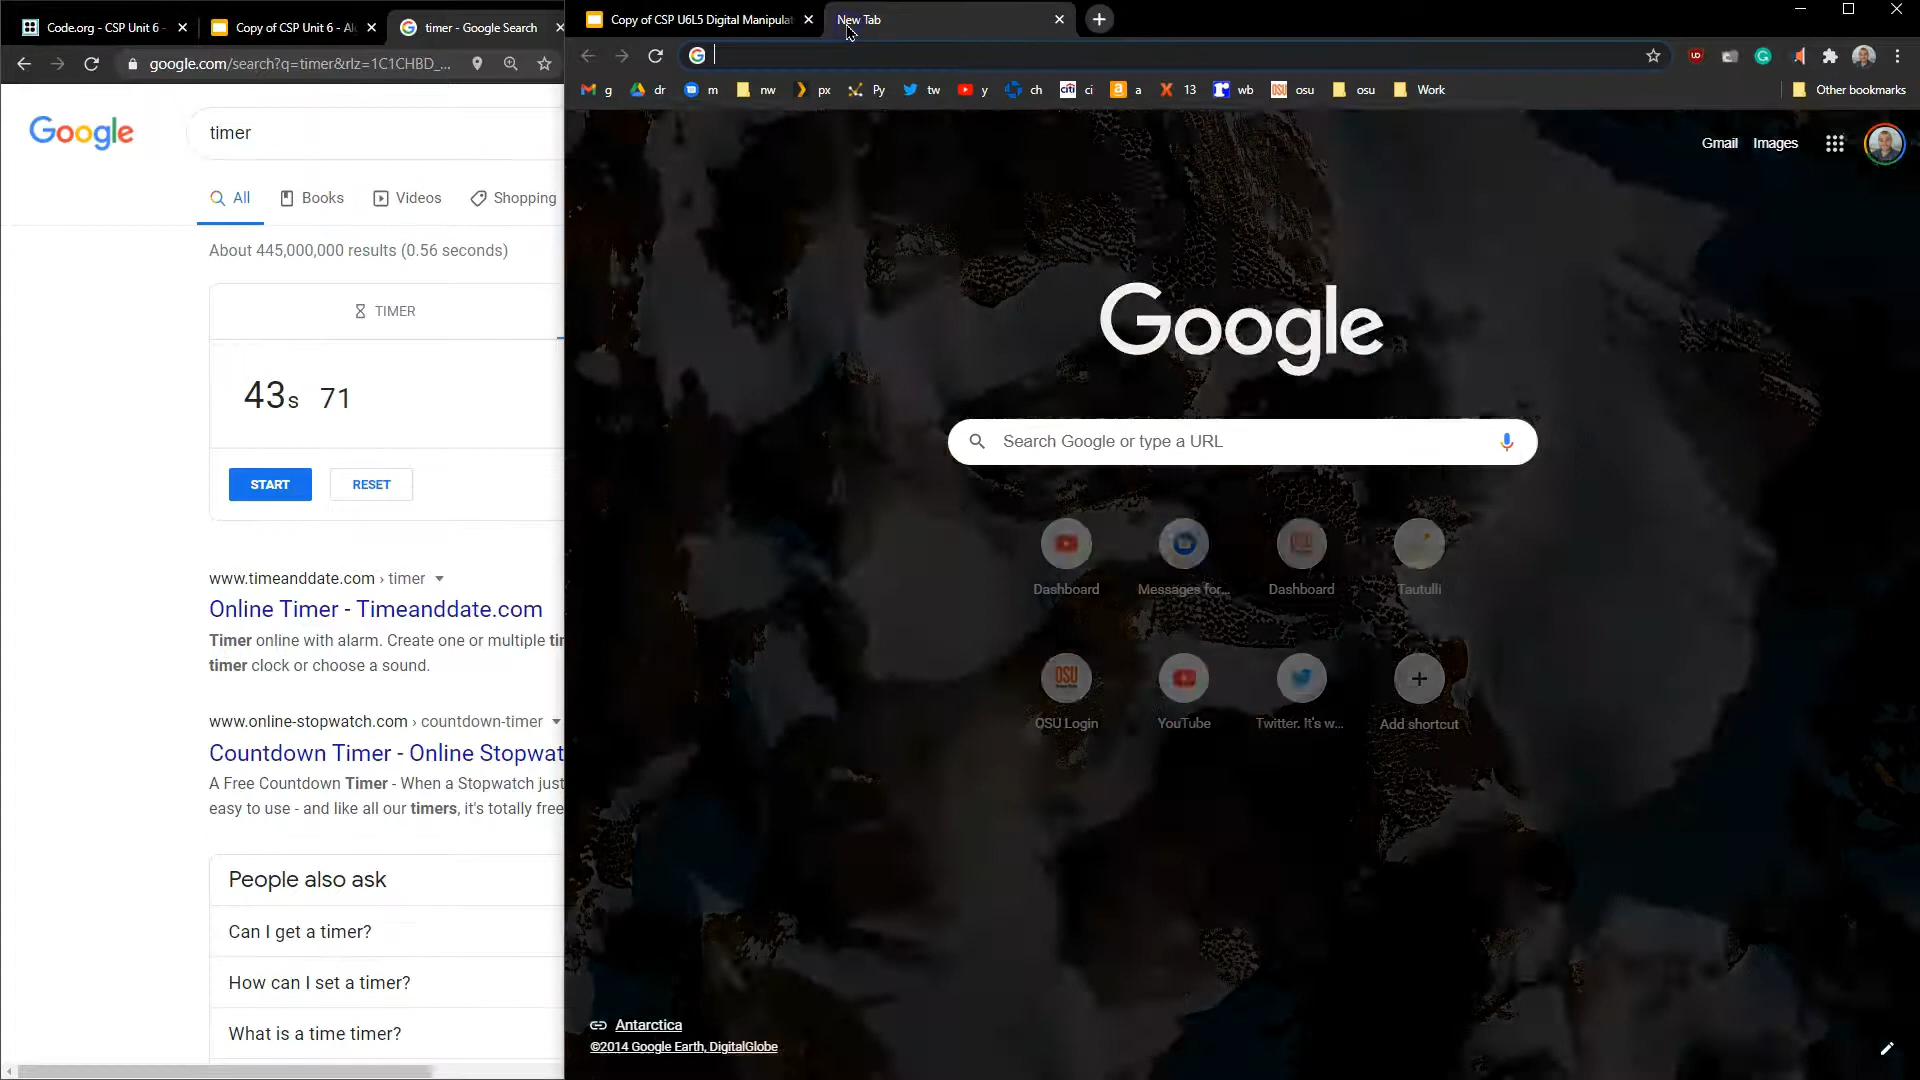 Code.org - CSP Unit 6 -
Copy of CSP Unit 6 - Al
timer - Google Search
google.com/search?q=timer&rlz=1C1CHBD_...
Google
timer
All
Books
Videos
Shopping
About 445,000,000 results (0.56 seconds)
TIMER
43s 71
START
RESET
www.timeanddate.com › timer
Online Timer - Timeanddate.com
Timer online with alarm. Create one or multiple
timer clock or choose a sound.
www.online-stopwatch.com › countdown-timer
Countdown Timer - Online Stopwat
A Free Countdown Timer - When a Stopwatch just
easy to use - and like all our timers, it's totally free
People also ask
Can I get a timer?
How can I set a timer?
What is a time timer?
Copy of CSP U6L5 Digital Manipulat
New Tab
g dr m nw px Py tw y ch citi ci a 13 wb OSU osu osu Work Other bookmarks
Gmail Images
Google
Search Google or type a URL
Dashboard
Messages for...
Dashboard
Tautulli
OSU
OSU Login
YouTube
Twitter. It's w...
Add shortcut
Antarctica
©2014 Google Earth, DigitalGlobe